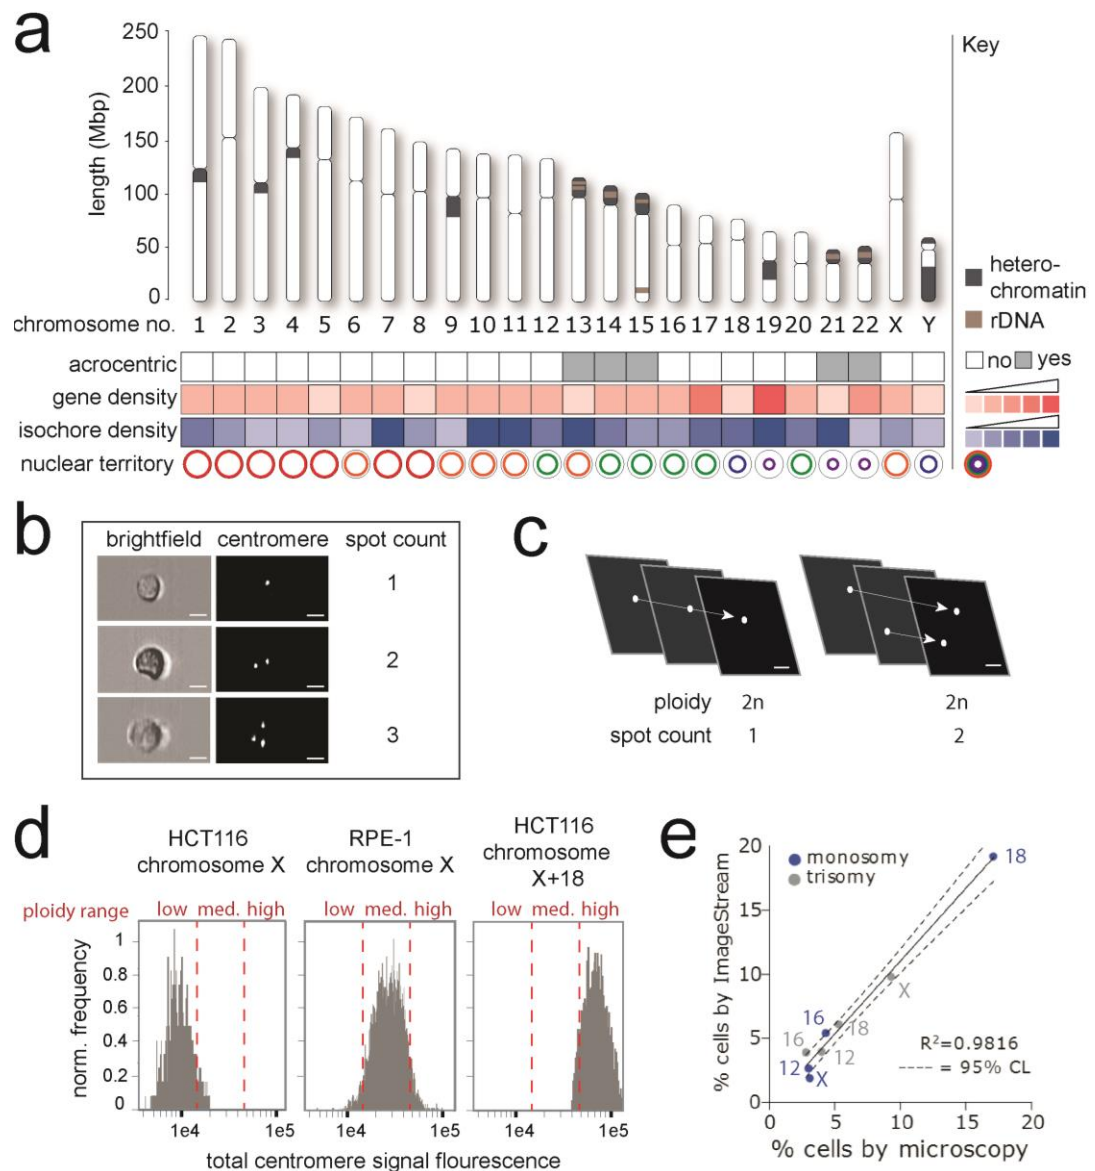 a
250
200
150
100
50
0
length (Mbp)
chromosome no. 1 2 3 4 5 6 7 8 9 10 11 12 13 14 15 16 17 18 19 20 21 22 X Y
acrocentric
gene density
isochore density
nuclear territory
Key
hetero-
chromatin
rDNA
no yes
b
brightfield centromere spot count
1
2
3
c
ploidy 2n 2n
spot count 1 2
d
HCT116
chromosome X
RPE-1
chromosome X
HCT116
chromosome
X+18
ploidy range low med. high low med. high low med. high
norm. frequency
1
0.8
0.6
0.4
0.2
0
1e4 1e5 1e4 1e5 1e4 1e5
total centromere signal flourescence
e
% cells by ImageStream
20
15
10
5
0
monosomy
trisomy
18
X
16
18
16
12
12
X
R²=0.9816
---- = 95% CL
0 5 10 15 20
% cells by microscopy